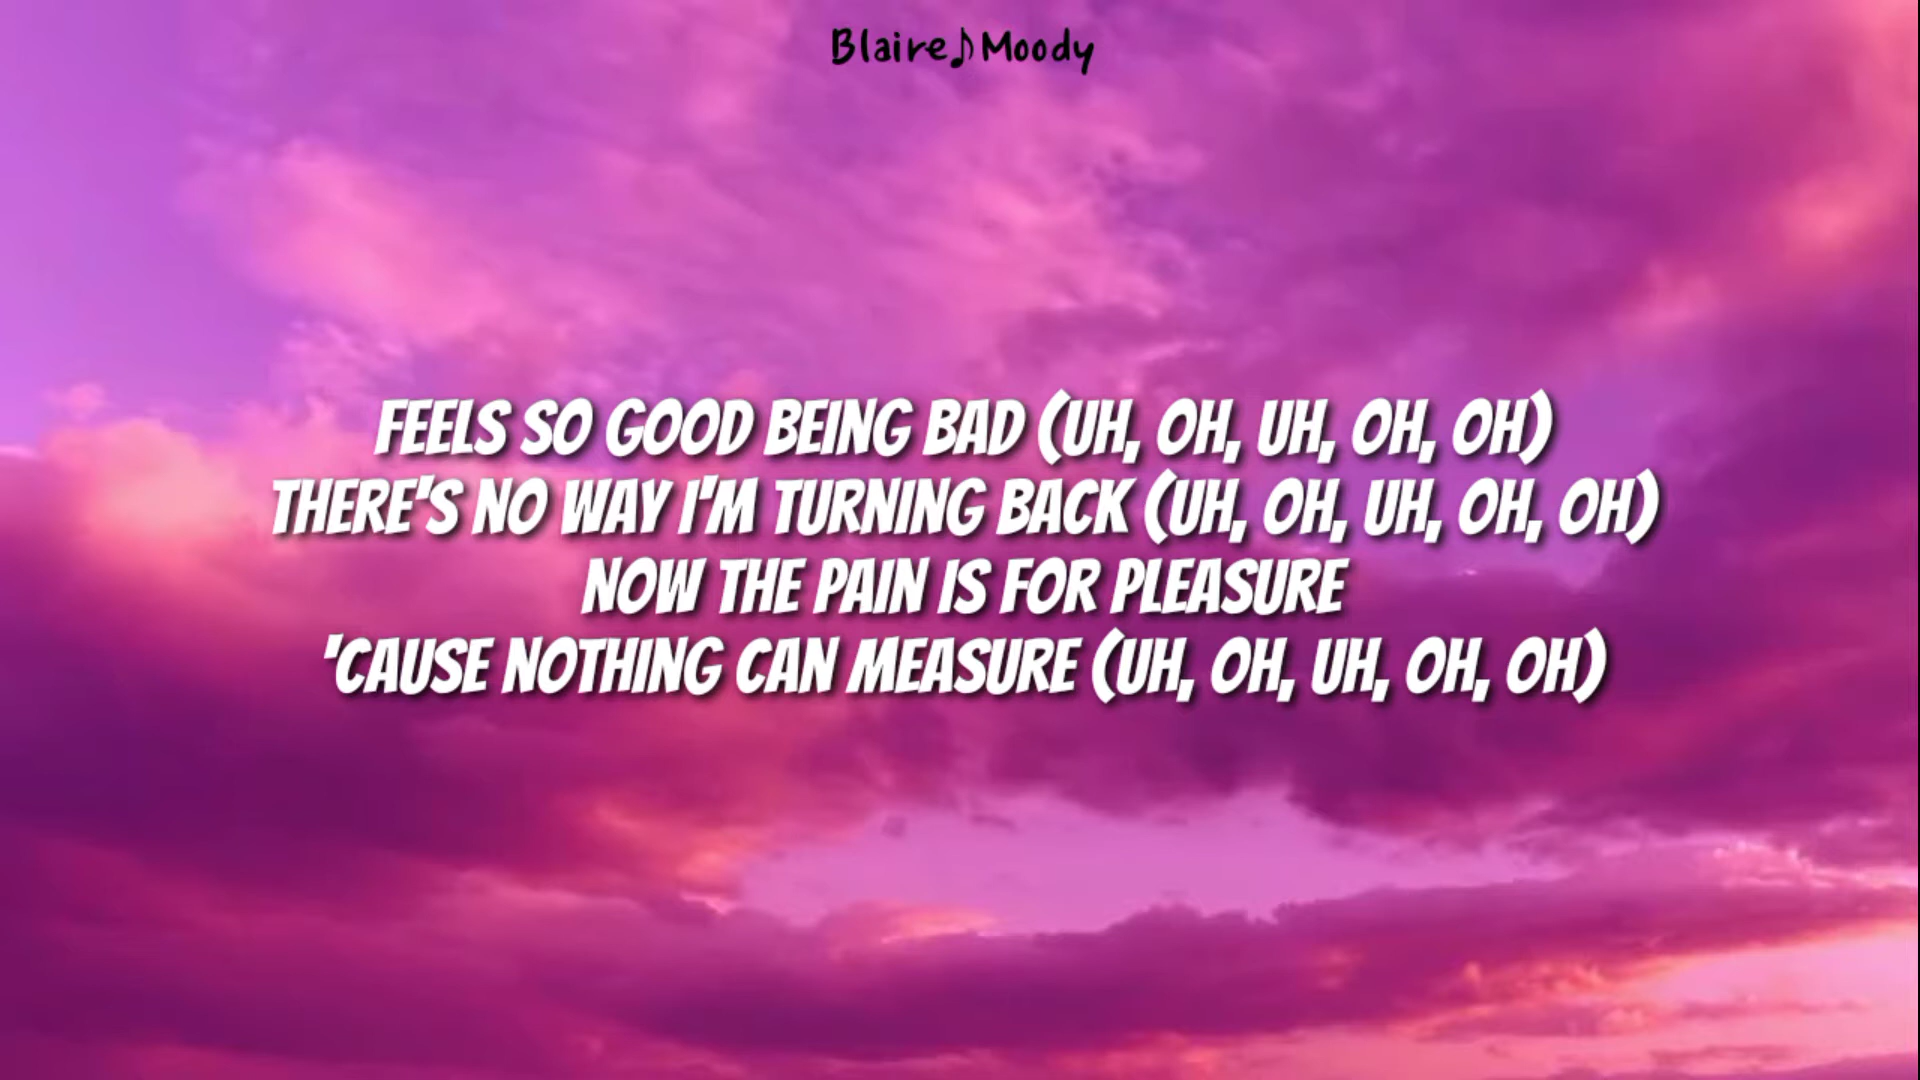 Blaire♪Moody
FEELS SO GOOD BEING BAD (UH, OH, UH, OH, OH)
THERE'S NO WAY I'M TURNING BACK (UH, OH, UH, OH, OH)
NOW THE PAIN IS FOR PLEASURE
'CAUSE NOTHING CAN MEASURE (UH, OH, UH, OH, OH)